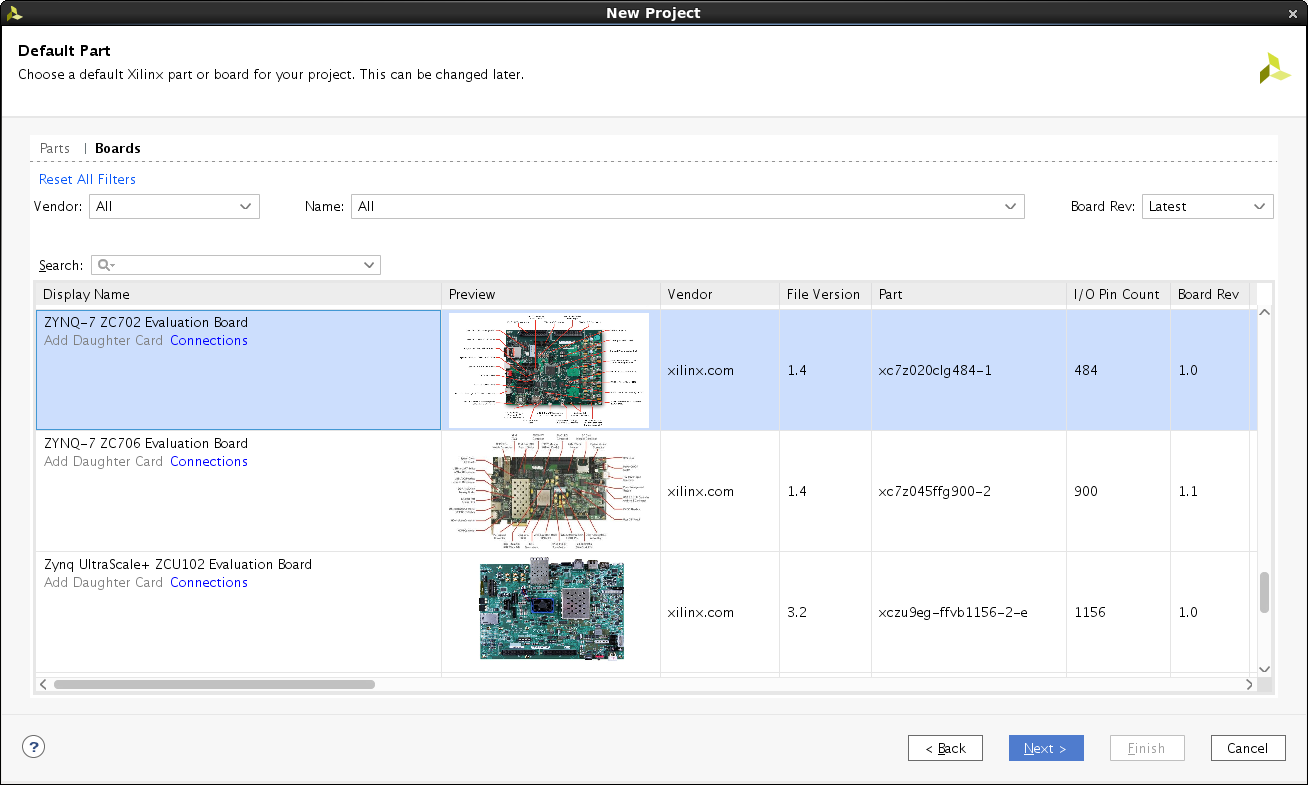 New Project
Default Part
Choose a default Xilinx part or board for your project. This can be changed later.
Parts | Boards
Reset All Filters
Vendor: All Name: All Board Rev: Latest
Search:
Display Name Preview Vendor File Version Part I/O Pin Count Board Rev
ZYNQ-7 ZC702 Evaluation Board
Add Daughter Card Connections
xilinx.com 1.4 xc7z020clg484-1 484 1.0
ZYNQ-7 ZC706 Evaluation Board
Add Daughter Card Connections
xilinx.com 1.4 xc7z045ffg900-2 900 1.1
Zynq UltraScale+ ZCU102 Evaluation Board
Add Daughter Card Connections
xilinx.com 3.2 xczu9eg-ffvb1156-2-e 1156 1.0
? < Back Next > Finish Cancel